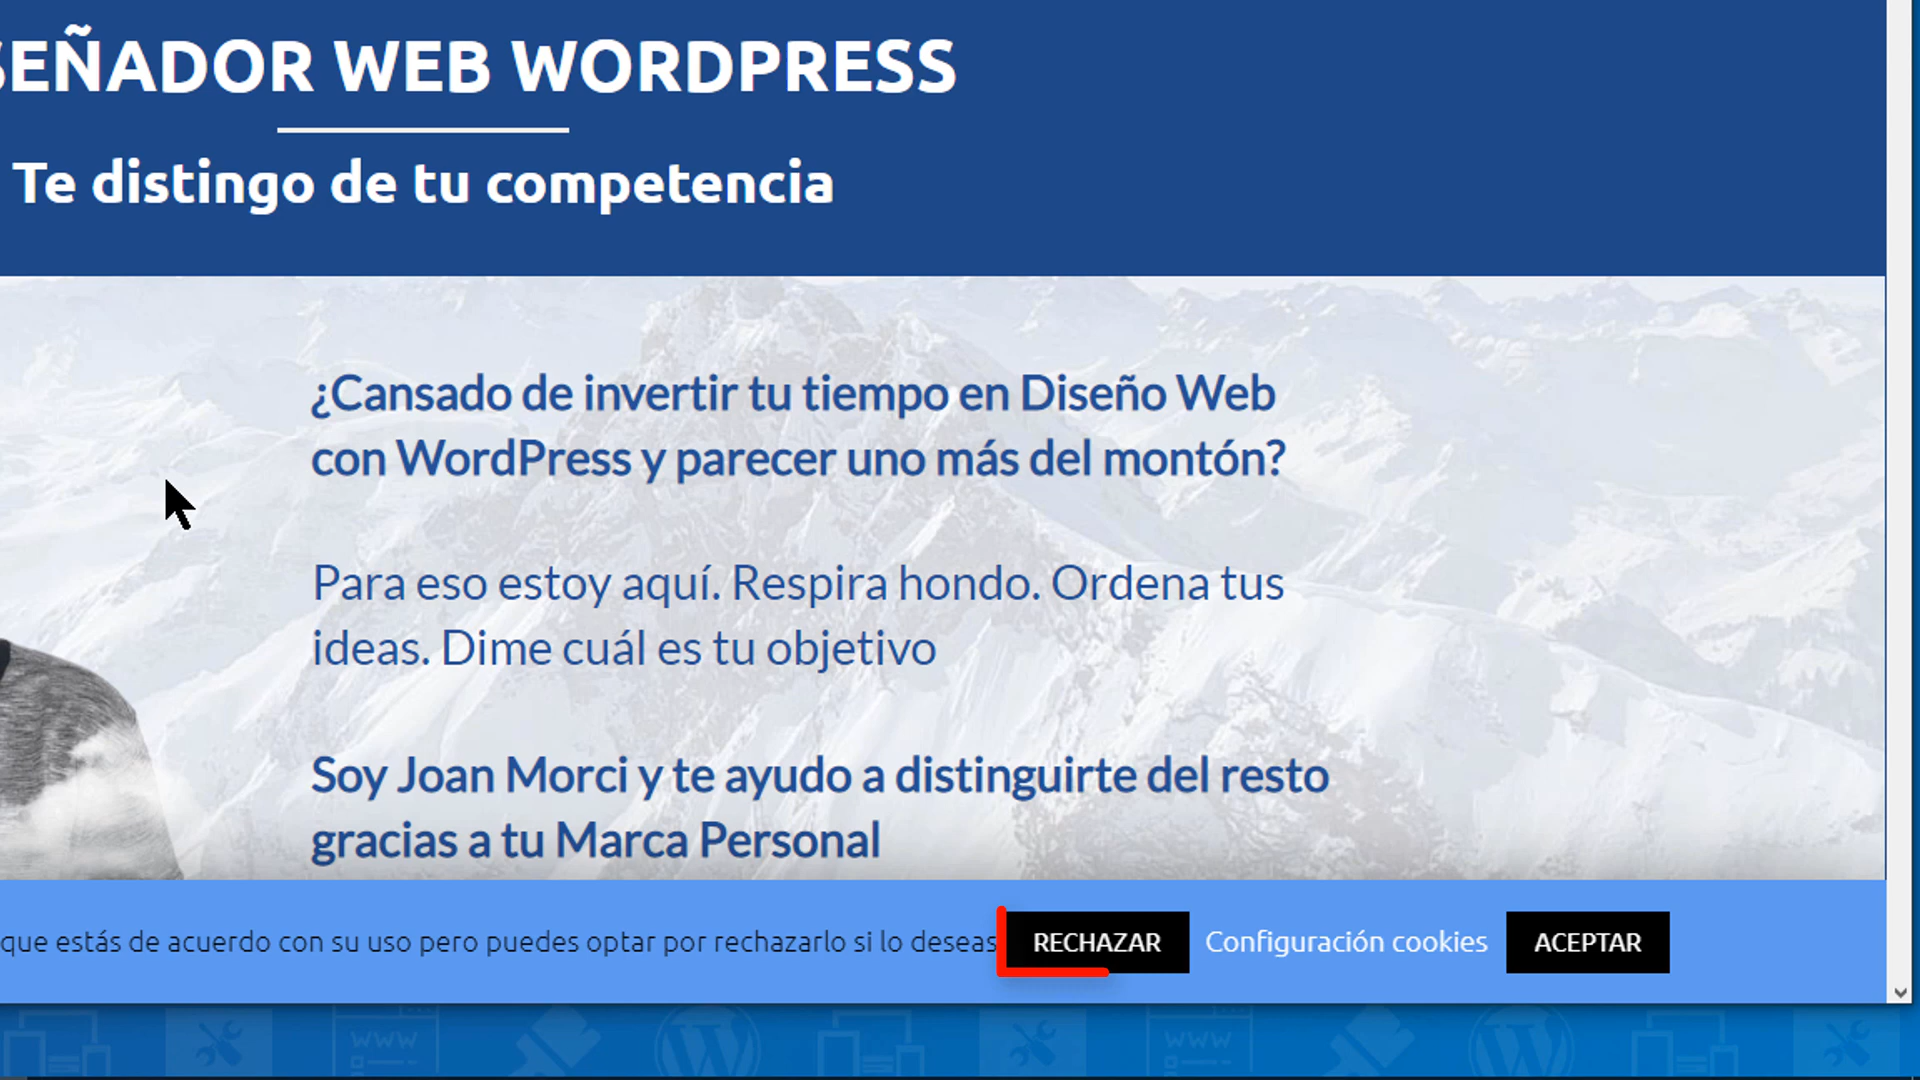 SEÑADOR WEB WORDPRESS
Te distingo de tu competencia
¿Cansado de invertir tu tiempo en Diseño Web
con WordPress y parecer uno más del montón?
Para eso estoy aquí. Respira hondo. Ordena tus
ideas. Dime cuál es tu objetivo
Soy Joan Morci y te ayudo a distinguirte del resto
gracias a tu Marca Personal
que estás de acuerdo con su uso pero puedes optar por rechazarlo si lo deseas RECHAZAR Configuración cookies ACEPTAR
WWW WWW